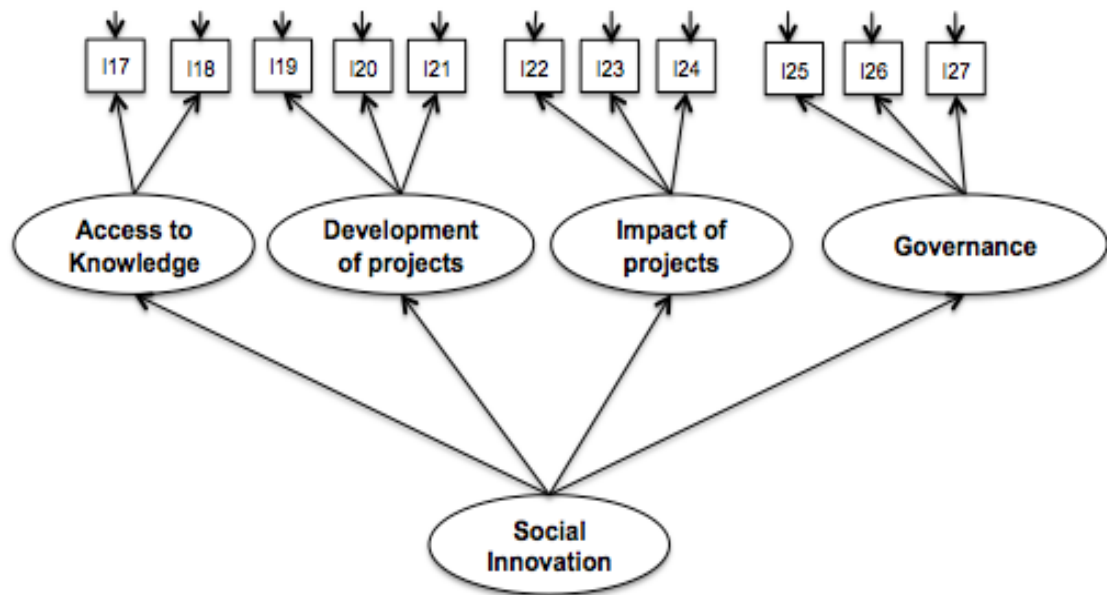 I17 I18 I19 I20 I21 I22 I23 I24 I25 I26 I27
Access to
Knowledge
Development
of projects
Impact of
projects
Governance
Social
Innovation